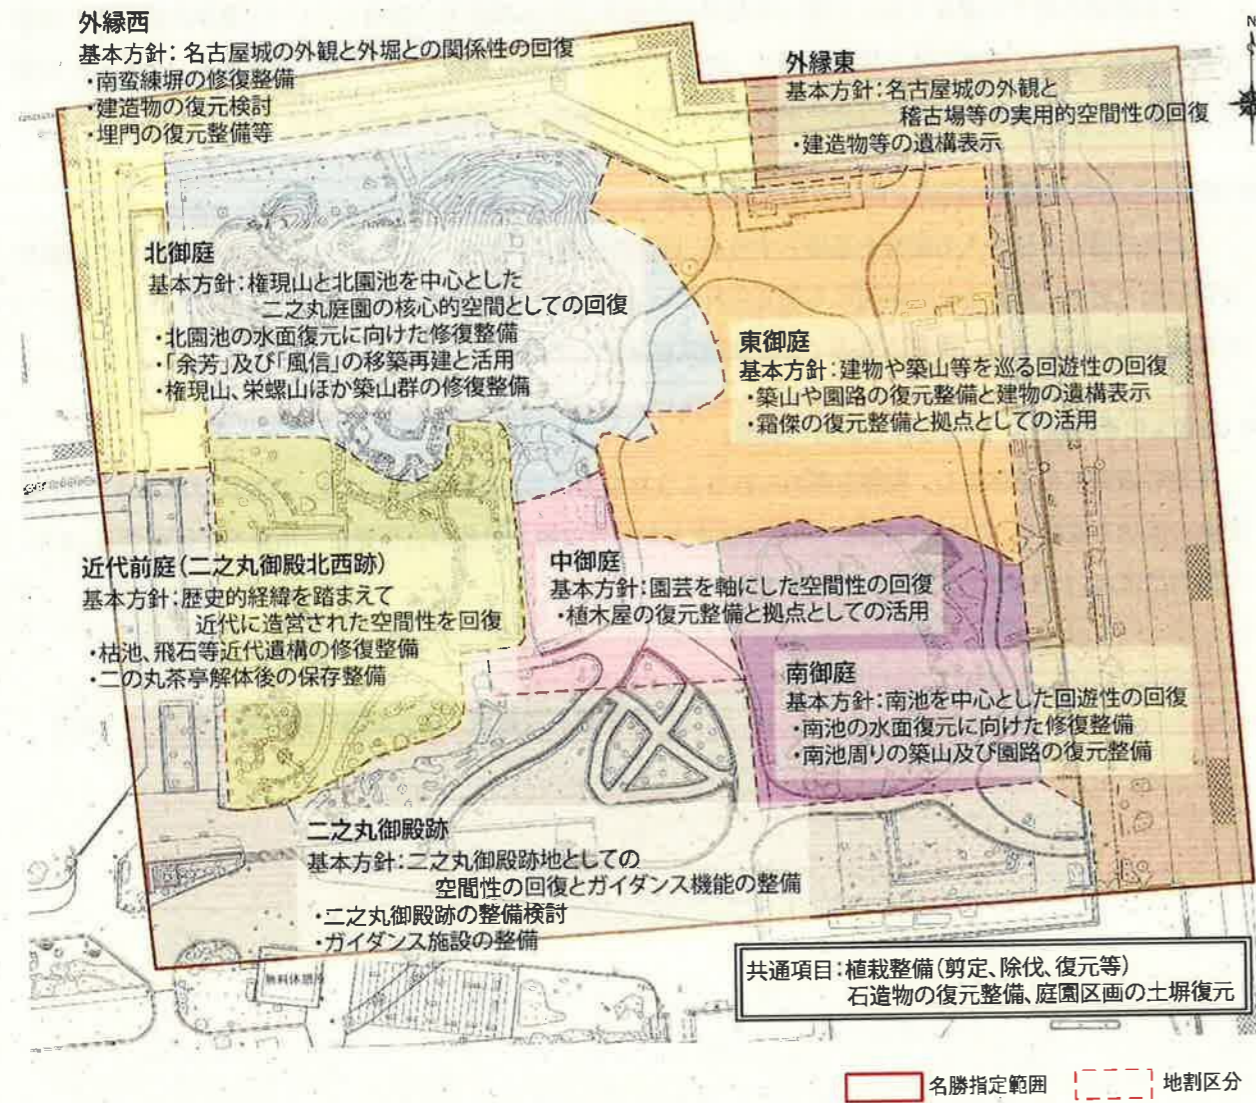 外縁西
基本方針：名古屋城の外観と外堀との関係性の回復
・南蛮練塀の修復整備
・建造物の復元検討
・埋門の復元整備等
N
外縁東
基本方針：名古屋城の外観と
稽古場等の実用的空間性の回復
・建造物等の遺構表示
北御庭
基本方針：権現山と北園池を中心とした
二之丸庭園の核心的空間としての回復
・北園池の水面復元に向けた修復整備
・「余芳」及び「風信」の移築再建と活用
・権現山、栄螺山ほか築山群の修復整備
東御庭
基本方針：建物や築山等を巡る回遊性の回復
・築山や園路の復元整備と建物の遺構表示
・霜傑の復元整備と拠点としての活用
近代前庭（二之丸御殿北西跡）
基本方針：歴史的経緯を踏まえて
近代に造営された空間性を回復
・枯池、飛石等近代遺構の修復整備
・二の丸茶亭解体後の保存整備
中御庭
基本方針：園芸を軸にした空間性の回復
・植木屋の復元整備と拠点としての活用
南御庭
基本方針：南池を中心とした回遊性の回復
・南池の水面復元に向けた修復整備
・南池周りの築山及び園路の復元整備
二之丸御殿跡
基本方針：二之丸御殿跡地としての
空間性の回復とガイダンス機能の整備
・二之丸御殿跡の整備検討
・ガイダンス施設の整備
無料休憩所
共通項目：植栽整備（剪定、除伐、復元等）
石造物の復元整備、庭園区画の土塀復元
名勝指定範囲
地割区分